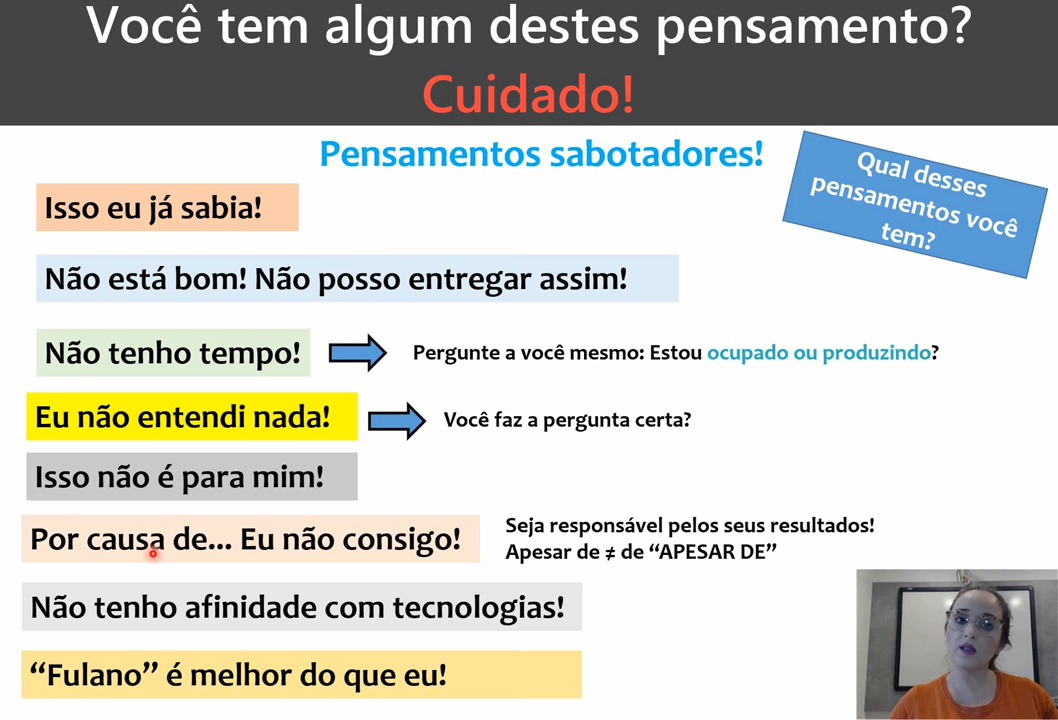 Você tem algum destes pensamento?
Cuidado!
Pensamentos sabotadores!
Qual desses
pensamentos você
tem?
Isso eu já sabia!
Não está bom! Não posso entregar assim!
Não tenho tempo!
Pergunte a você mesmo: Estou ocupado ou produzindo?
Eu não entendi nada!
Você faz a pergunta certa?
Isso não é para mim!
Por causa de... Eu não consigo!
Seja responsável pelos seus resultados!
Apesar de ≠ de “APESAR DE”
Não tenho afinidade com tecnologias!
“Fulano” é melhor do que eu!